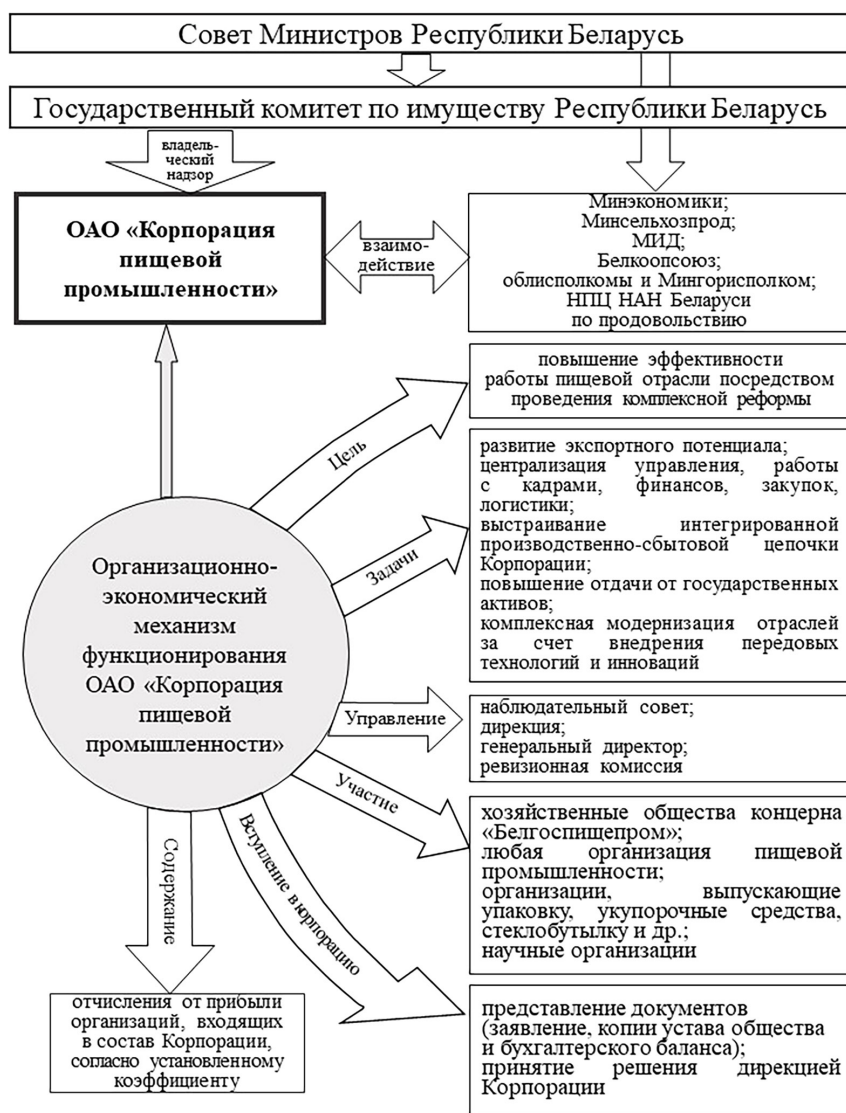 Совет Министров Республики Беларусь
Государственный комитет по имуществу Республики Беларусь
владель-
ческий
надзор
ОАО «Корпорация
пищевой
промышленности»
взаимо-
действие
Минэкономики;
Минсельхозпрод;
МИД;
Белкоопсоюз;
облисполкомы и Мингорисполком;
НПЦ НАН Беларуси
по продовольствию
Организационно-
экономический
механизм
функционирования
ОАО «Корпорация
пищевой
промышленности»
Цель
повышение эффективности
работы пищевой отрасли посредством
проведения комплексной реформы
Задачи
развитие экспортного потенциала;
централизация управления, работы
с кадрами, финансов, закупок,
логистики;
выстраивание интегрированной
производственно-сбытовой цепочки
Корпорации;
повышение отдачи от государственных
активов;
комплексная модернизация отраслей
за счет внедрения передовых
технологий и инноваций
Управление
наблюдательный совет;
дирекция;
генеральный директор;
ревизионная комиссия
Участие
хозяйственные общества концерна
«Белгоспищепром»;
любая организация пищевой
промышленности;
организации, выпускающие
упаковку, укупорочные средства,
стеклобутылку и др.;
научные организации
Вступление в корпорацию
представление документов
(заявление, копии устава общества
и бухгалтерского баланса);
принятие решения дирекцией
Корпорации
Содержание
отчисления от прибыли
организаций, входящих
в состав Корпорации,
согласно установленному
коэффициенту